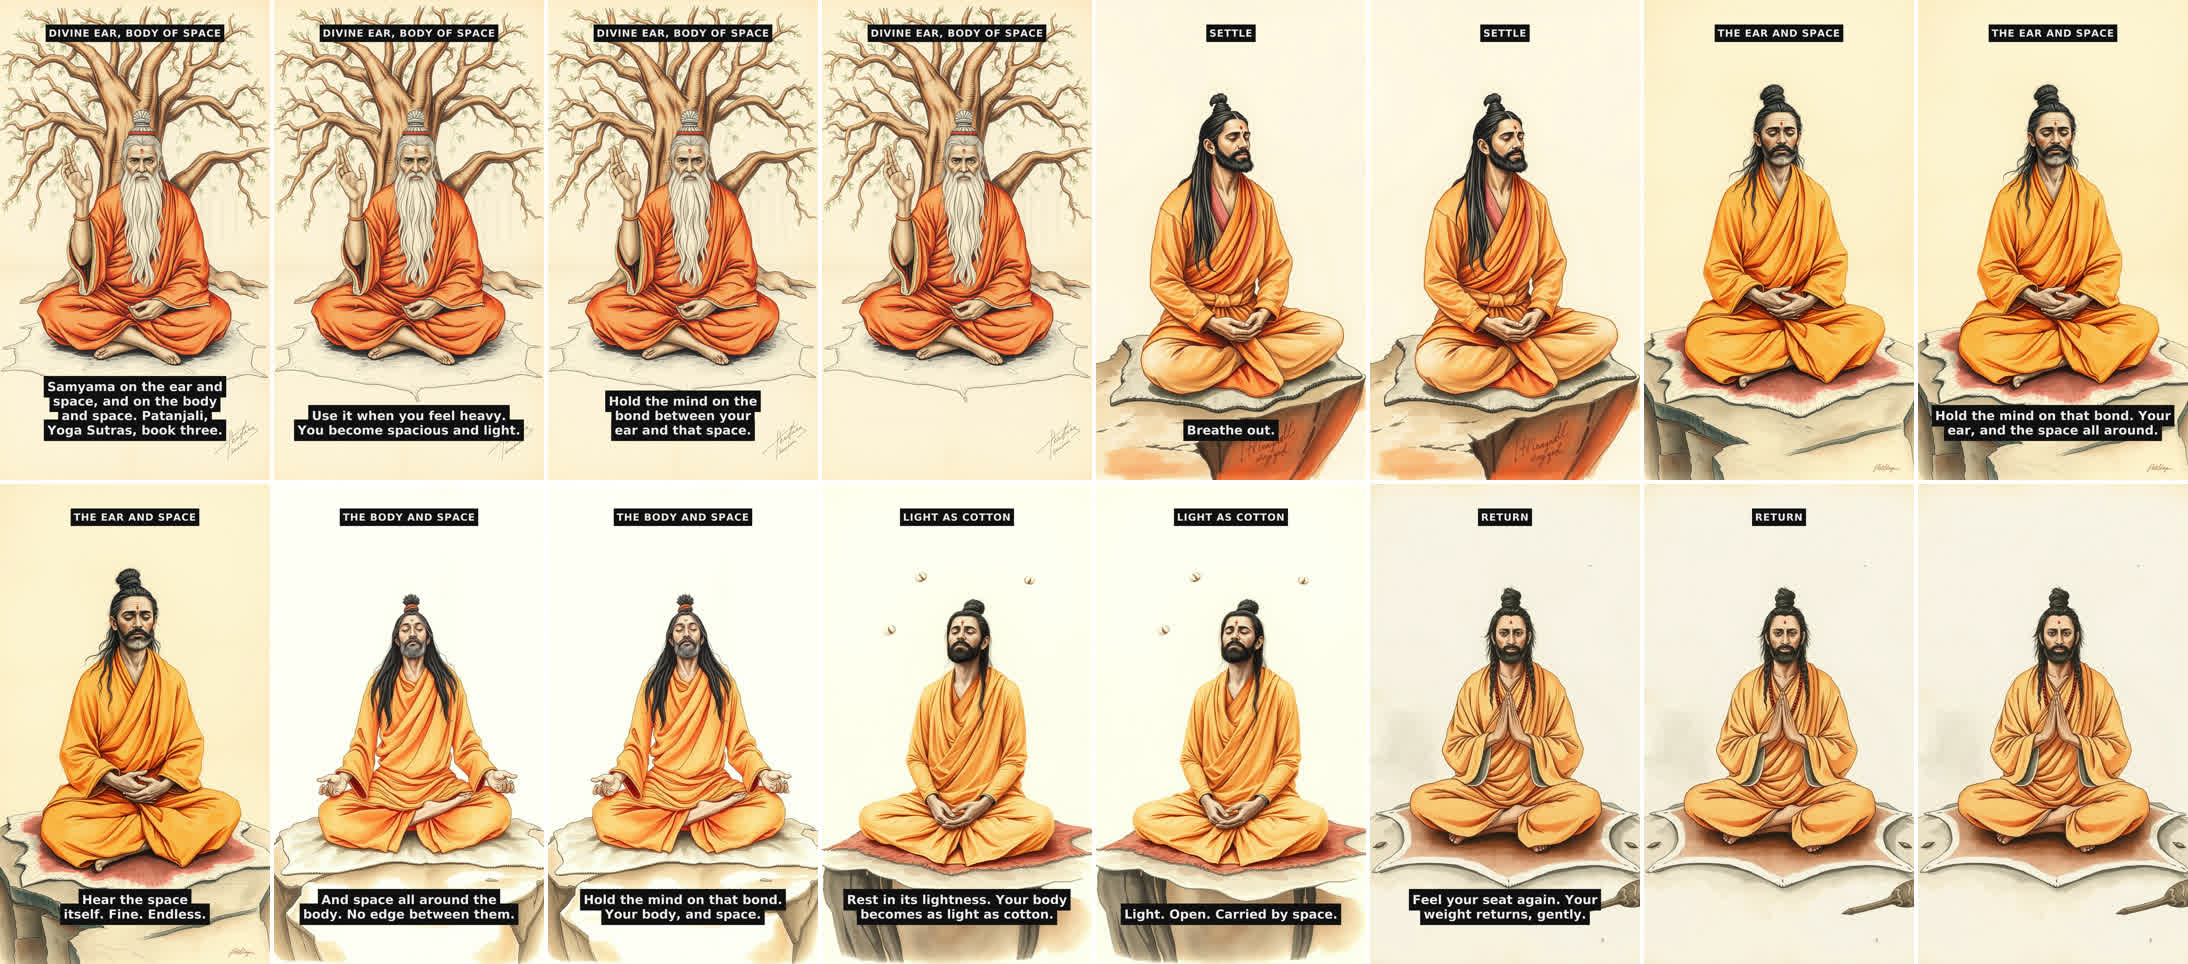 DIVINE EAR, BODY OF SPACE
Samyama on the ear and
space, and on the body
and space. Patanjali,
Yoga Sutras, book three.
DIVINE EAR, BODY OF SPACE
Use it when you feel heavy.
You become spacious and light.
DIVINE EAR, BODY OF SPACE
Hold the mind on the
bond between your
ear and that space.
DIVINE EAR, BODY OF SPACE
SETTLE
Breathe out.
SETTLE
THE EAR AND SPACE
THE EAR AND SPACE
Hold the mind on that bond. Your
ear, and the space all around.
THE EAR AND SPACE
Hear the space
itself. Fine. Endless.
THE BODY AND SPACE
And space all around the
body. No edge between them.
THE BODY AND SPACE
Hold the mind on that bond.
Your body, and space.
LIGHT AS COTTON
Rest in its lightness. Your body
becomes as light as cotton.
LIGHT AS COTTON
Light. Open. Carried by space.
RETURN
Feel your seat again. Your
weight returns, gently.
RETURN